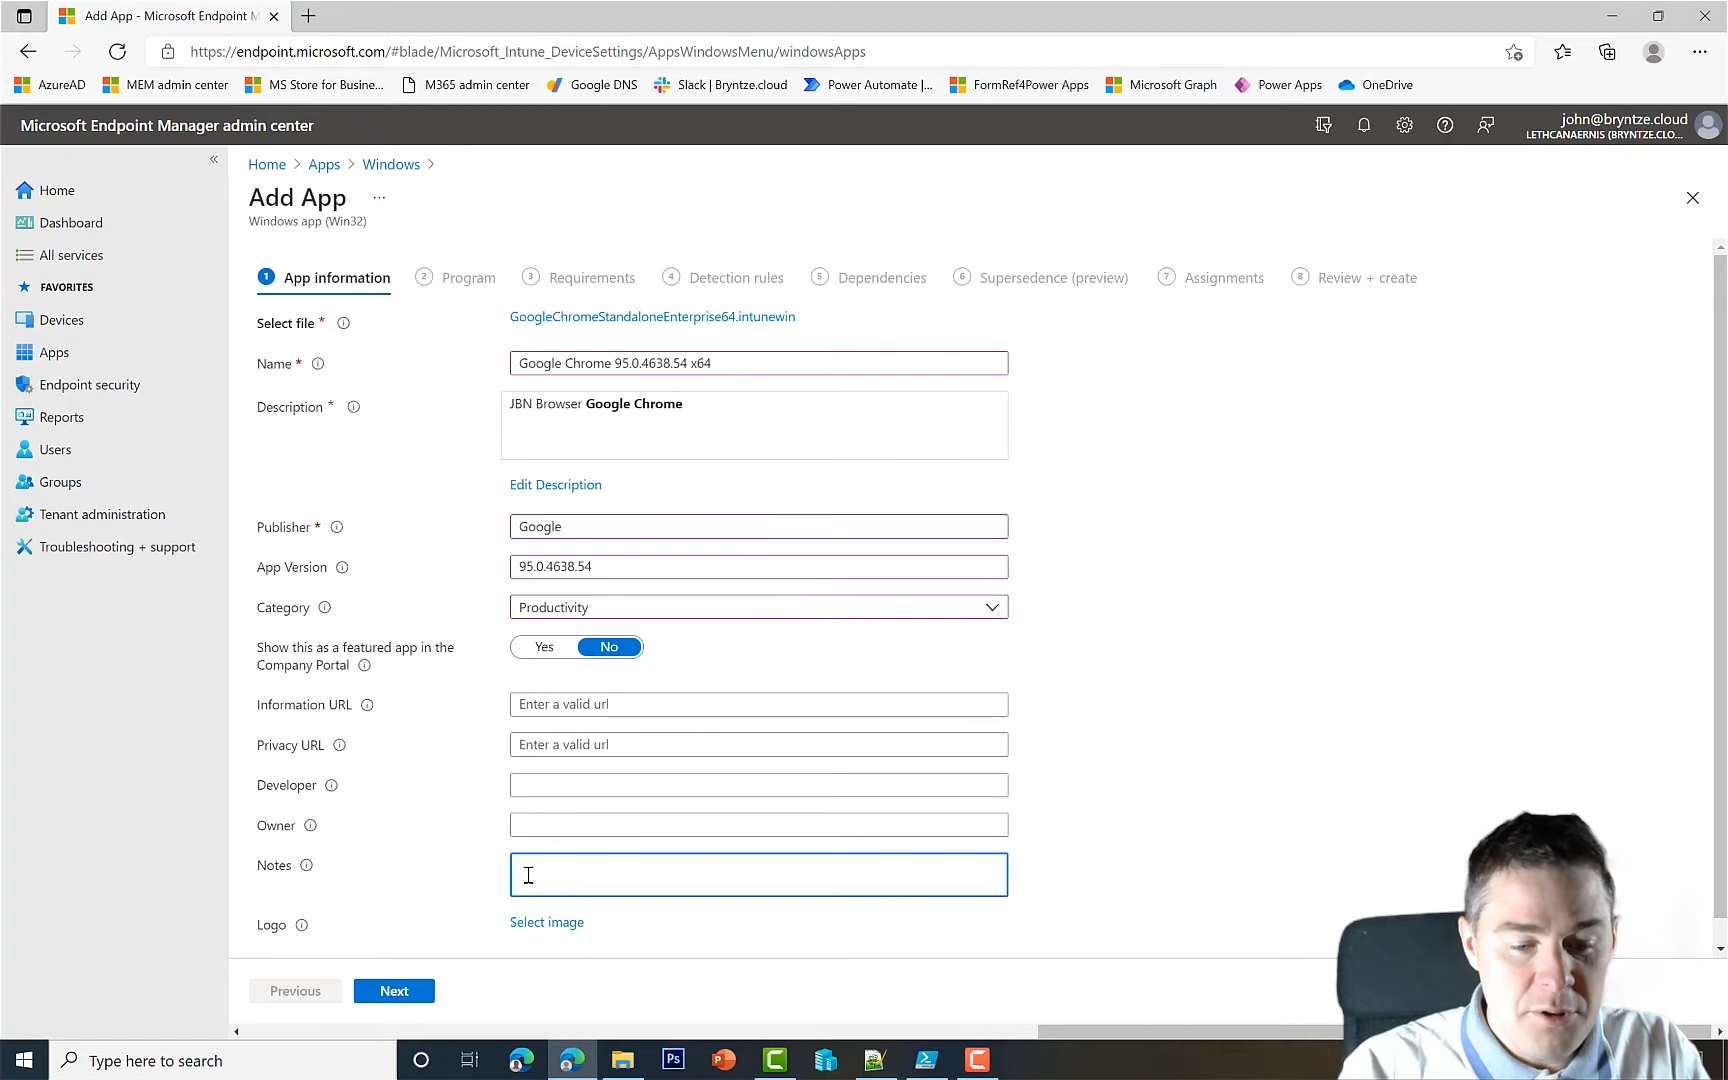 Add App - Microsoft Endpoint M
https://endpoint.microsoft.com/#blade/Microsoft_Intune_DeviceSettings/AppsWindowsMenu/windowsApps
AzureAD
MEM admin center
MS Store for Busine...
M365 admin center
Google DNS
Slack | Bryntze.cloud
Power Automate |...
FormRef4Power Apps
Microsoft Graph
Power Apps
OneDrive
Microsoft Endpoint Manager admin center
john@bryntze.cloud
LETHCANAERNIS (BRYNTZE.CLO...
Home > Apps > Windows >
Add App ...
Windows app (Win32)
Home
Dashboard
All services
FAVORITES
Devices
Apps
Endpoint security
Reports
Users
Groups
Tenant administration
Troubleshooting + support
1 App information
2 Program
3 Requirements
4 Detection rules
5 Dependencies
6 Supersedence (preview)
7 Assignments
8 Review + create
Select file *
GoogleChromeStandaloneEnterprise64.intunewin
Name *
Google Chrome 95.0.4638.54 x64
Description *
JBN Browser Google Chrome
Edit Description
Publisher *
Google
App Version
95.0.4638.54
Category
Productivity
Show this as a featured app in the
Company Portal
Yes No
Information URL
Enter a valid url
Privacy URL
Enter a valid url
Developer
Owner
Notes
Logo
Select image
Previous
Next
Type here to search
Ps